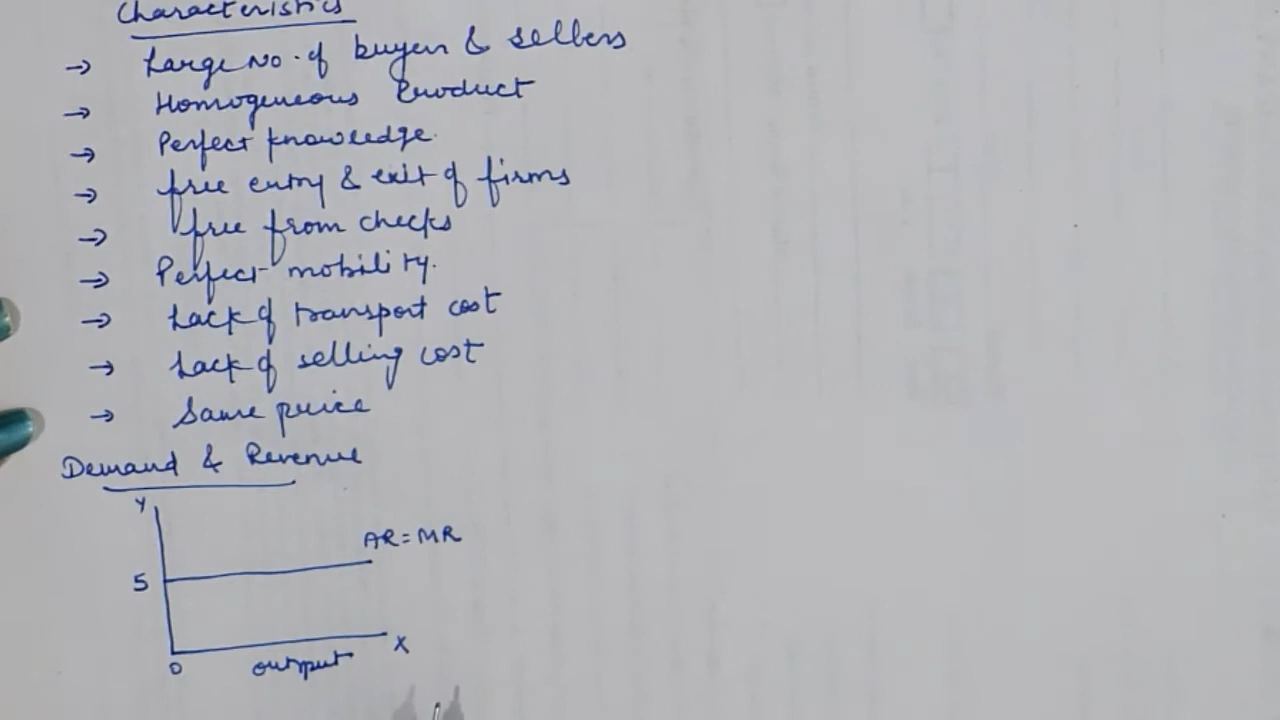 Characteristics
→ Large No. of buyers & sellers
→ Homogeneous Product
→ Perfect knowledge.
→ free entry & exit of firms
→ free from checks
→ Perfect mobility.
→ Lack of transport cost
→ Lack of selling cost
→ Same price
Demand & Revenue
Y
AR=MR
5
X
0 output